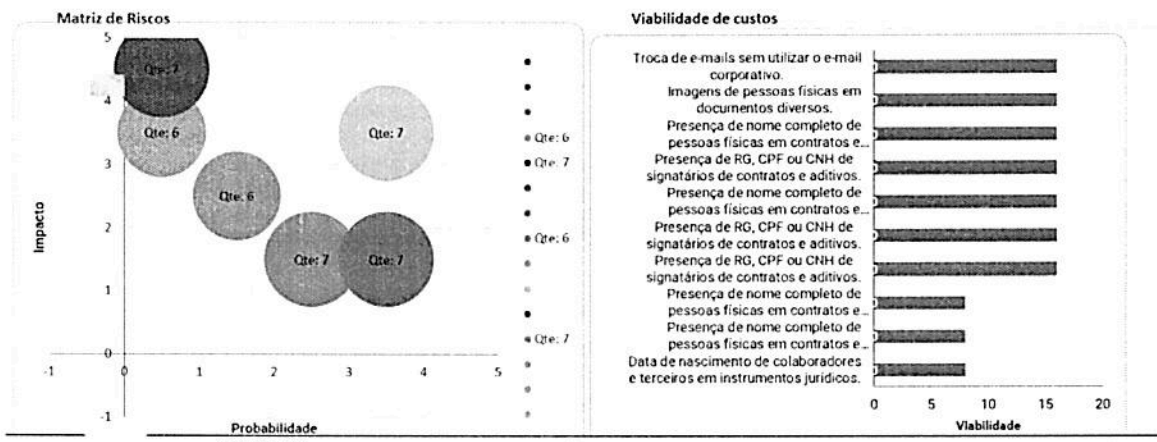 Matriz de Riscos
5
4
3
2
1
0
-1
Impacto
Qte: 7
Qte: 6
Qte: 7
Qte: 6
Qte: 7
Qte: 7
-1
0
1
2
3
4
5
Probabilidade
Qte: 6
Qte: 7
Qte: 6
Qte: 7
Viabilidade de custos
Troca de e-mails sem utilizar o e-mail
corporativo.
Imagens de pessoas físicas em
documentos diversos.
Presença de nome completo de
pessoas físicas em contratos e ...
Presença de RG, CPF ou CNH de
signatários de contratos e aditivos.
Presença de nome completo de
pessoas físicas em contratos e ...
Presença de RG, CPF ou CNH de
signatários de contratos e aditivos.
Presença de RG, CPF ou CNH de
signatários de contratos e aditivos.
Presença de nome completo de
pessoas físicas em contratos e ...
Presença de nome completo de
pessoas físicas em contratos e ...
Data de nascimento de colaboradores
e terceiros em instrumentos jurídicos.
0
5
10
15
20
Viabilidade